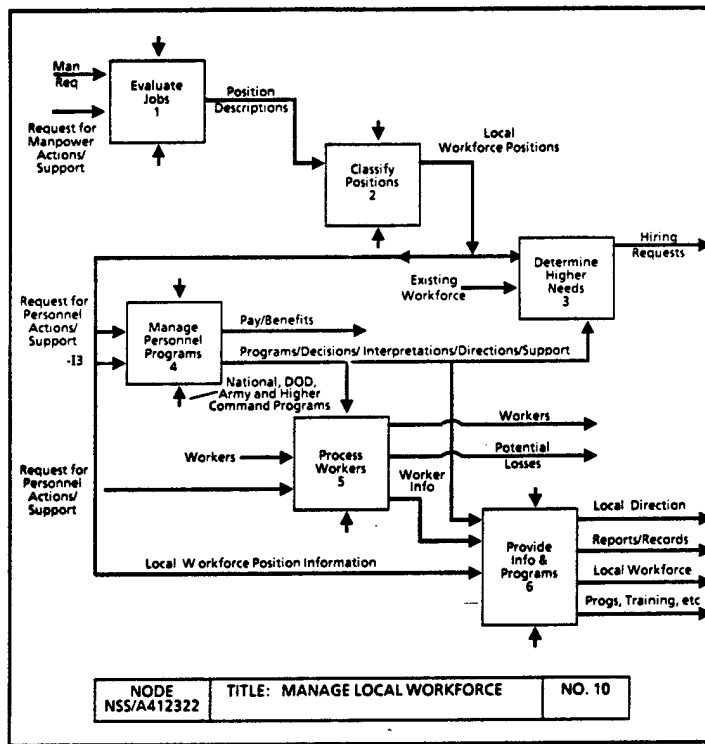 Man
Req
Request for
Manpower
Actions/
Support
Evaluate
Jobs
1
Position
Descriptions
Classify
Positions
2
Local
Workforce Positions
Determine
Higher
Needs
3
Hiring
Requests
Existing
Workforce
Request for
Personnel
Actions/
Support
-I3
Manage
Personnel
Programs
4
Pay/Benefits
Programs/Decisions/ Interpretations/Directions/Support
National, DOD,
Army and Higher
Command Programs
Workers
Process
Workers
5
Workers
Potential
Losses
Worker
Info
Request for
Personnel
Actions/
Support
Local Workforce Position Information
Provide
Info &
Programs
6
Local Direction
Reports/Records
Local Workforce
Progs, Training, etc
NODE
NSS/A412322
TITLE: MANAGE LOCAL WORKFORCE
NO. 10